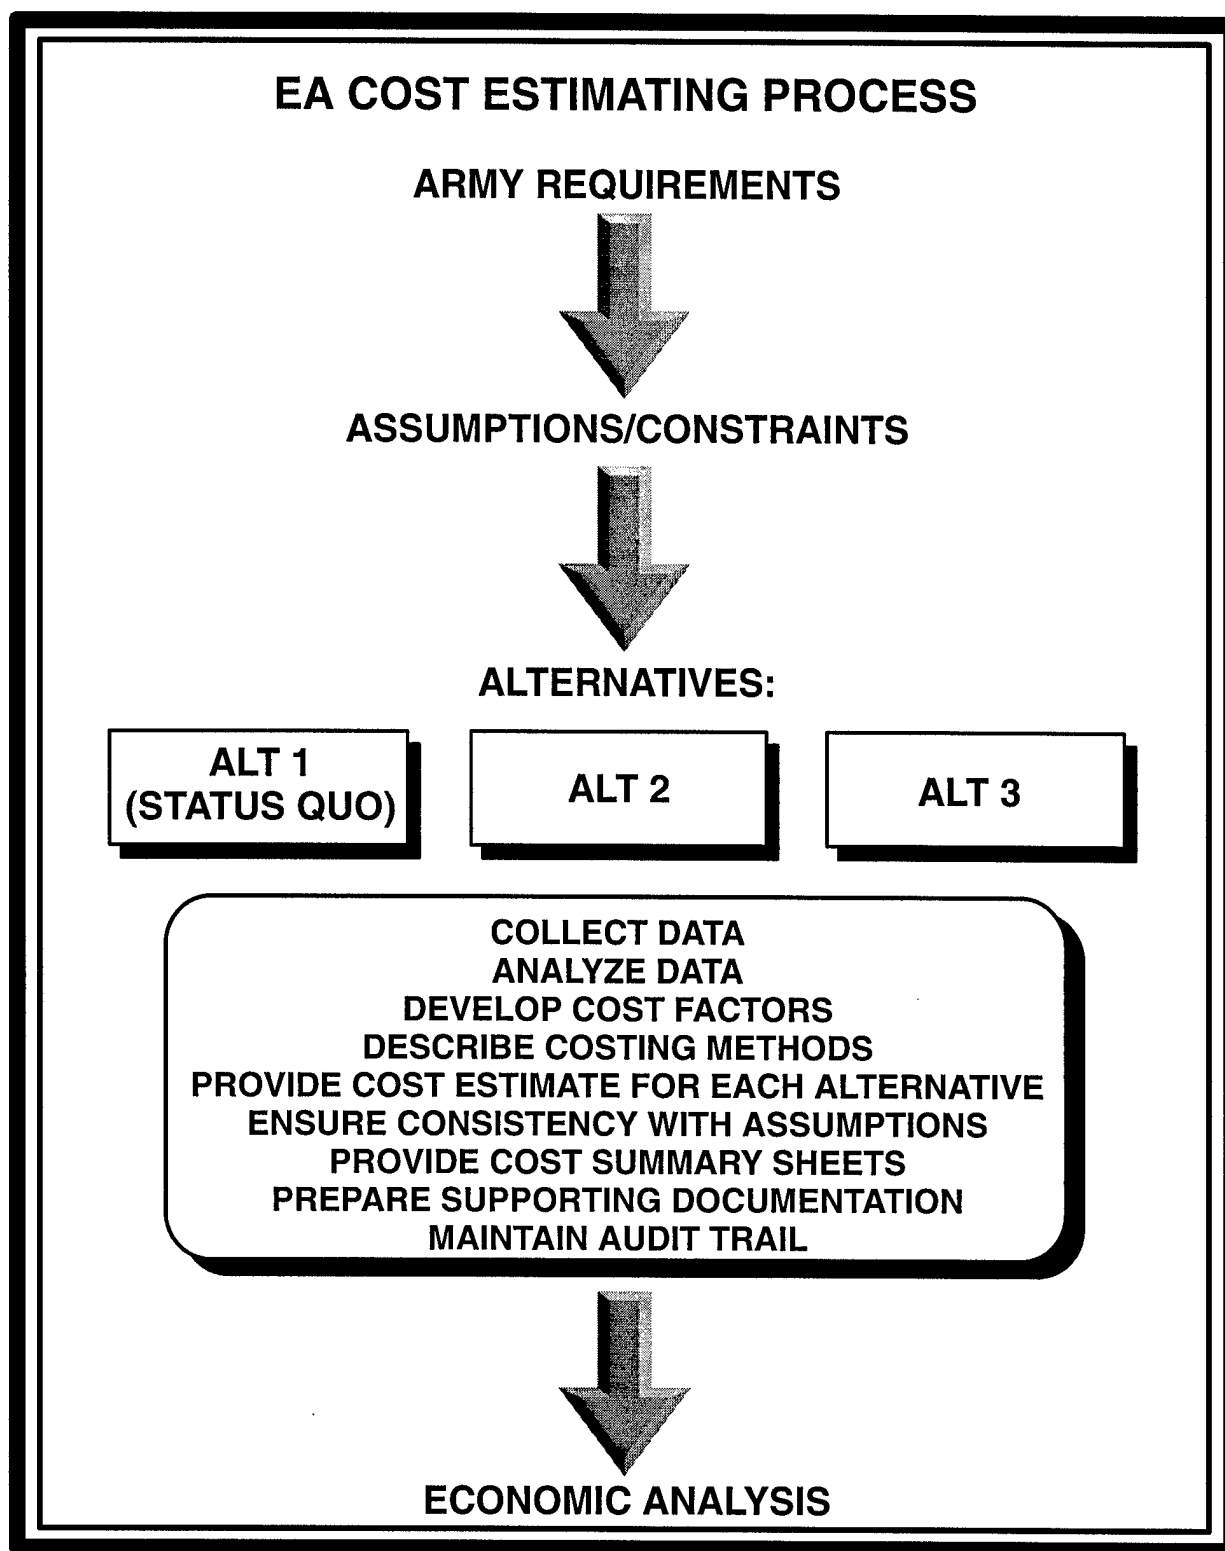 EA COST ESTIMATING PROCESS
ARMY REQUIREMENTS
ASSUMPTIONS/CONSTRAINTS
ALTERNATIVES:
ALT 1
(STATUS QUO)
ALT 2
ALT 3
COLLECT DATA
ANALYZE DATA
DEVELOP COST FACTORS
DESCRIBE COSTING METHODS
PROVIDE COST ESTIMATE FOR EACH ALTERNATIVE
ENSURE CONSISTENCY WITH ASSUMPTIONS
PROVIDE COST SUMMARY SHEETS
PREPARE SUPPORTING DOCUMENTATION
MAINTAIN AUDIT TRAIL
ECONOMIC ANALYSIS